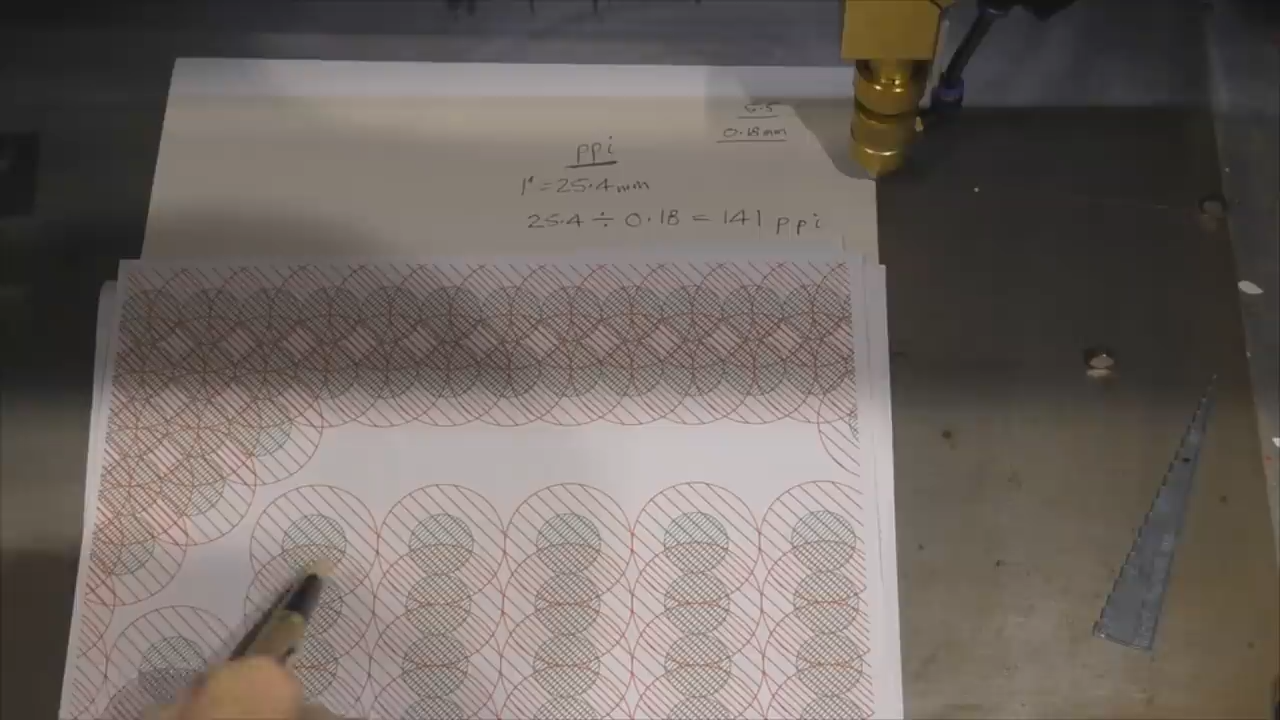 0.18mm
ppi
1" = 25.4mm
25.4 ÷ 0.18 = 141 ppi